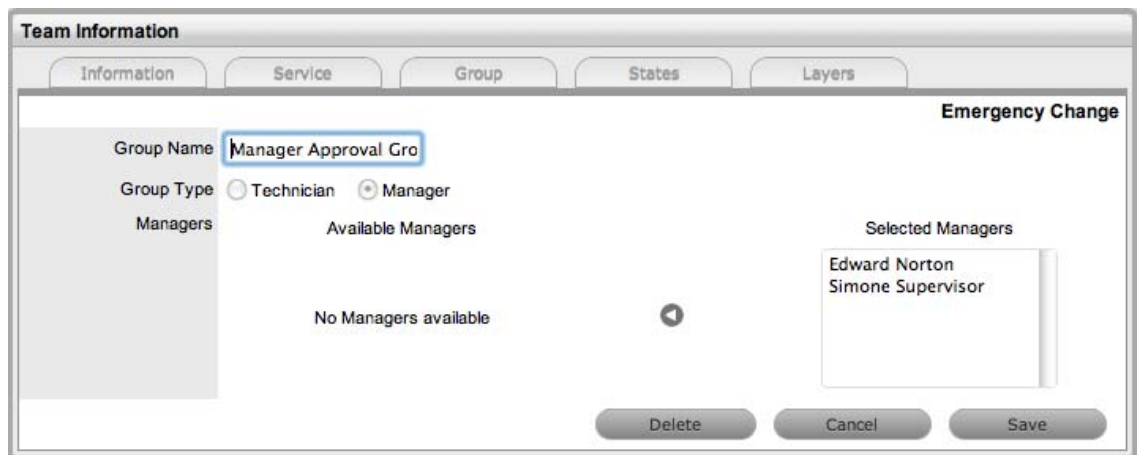 Team Information
Information Service Group States Layers
Emergency Change
Group Name Manager Approval Gro
Group Type Technician Manager
Managers Available Managers Selected Managers
Edward Norton
Simone Supervisor
No Managers available
Delete Cancel Save